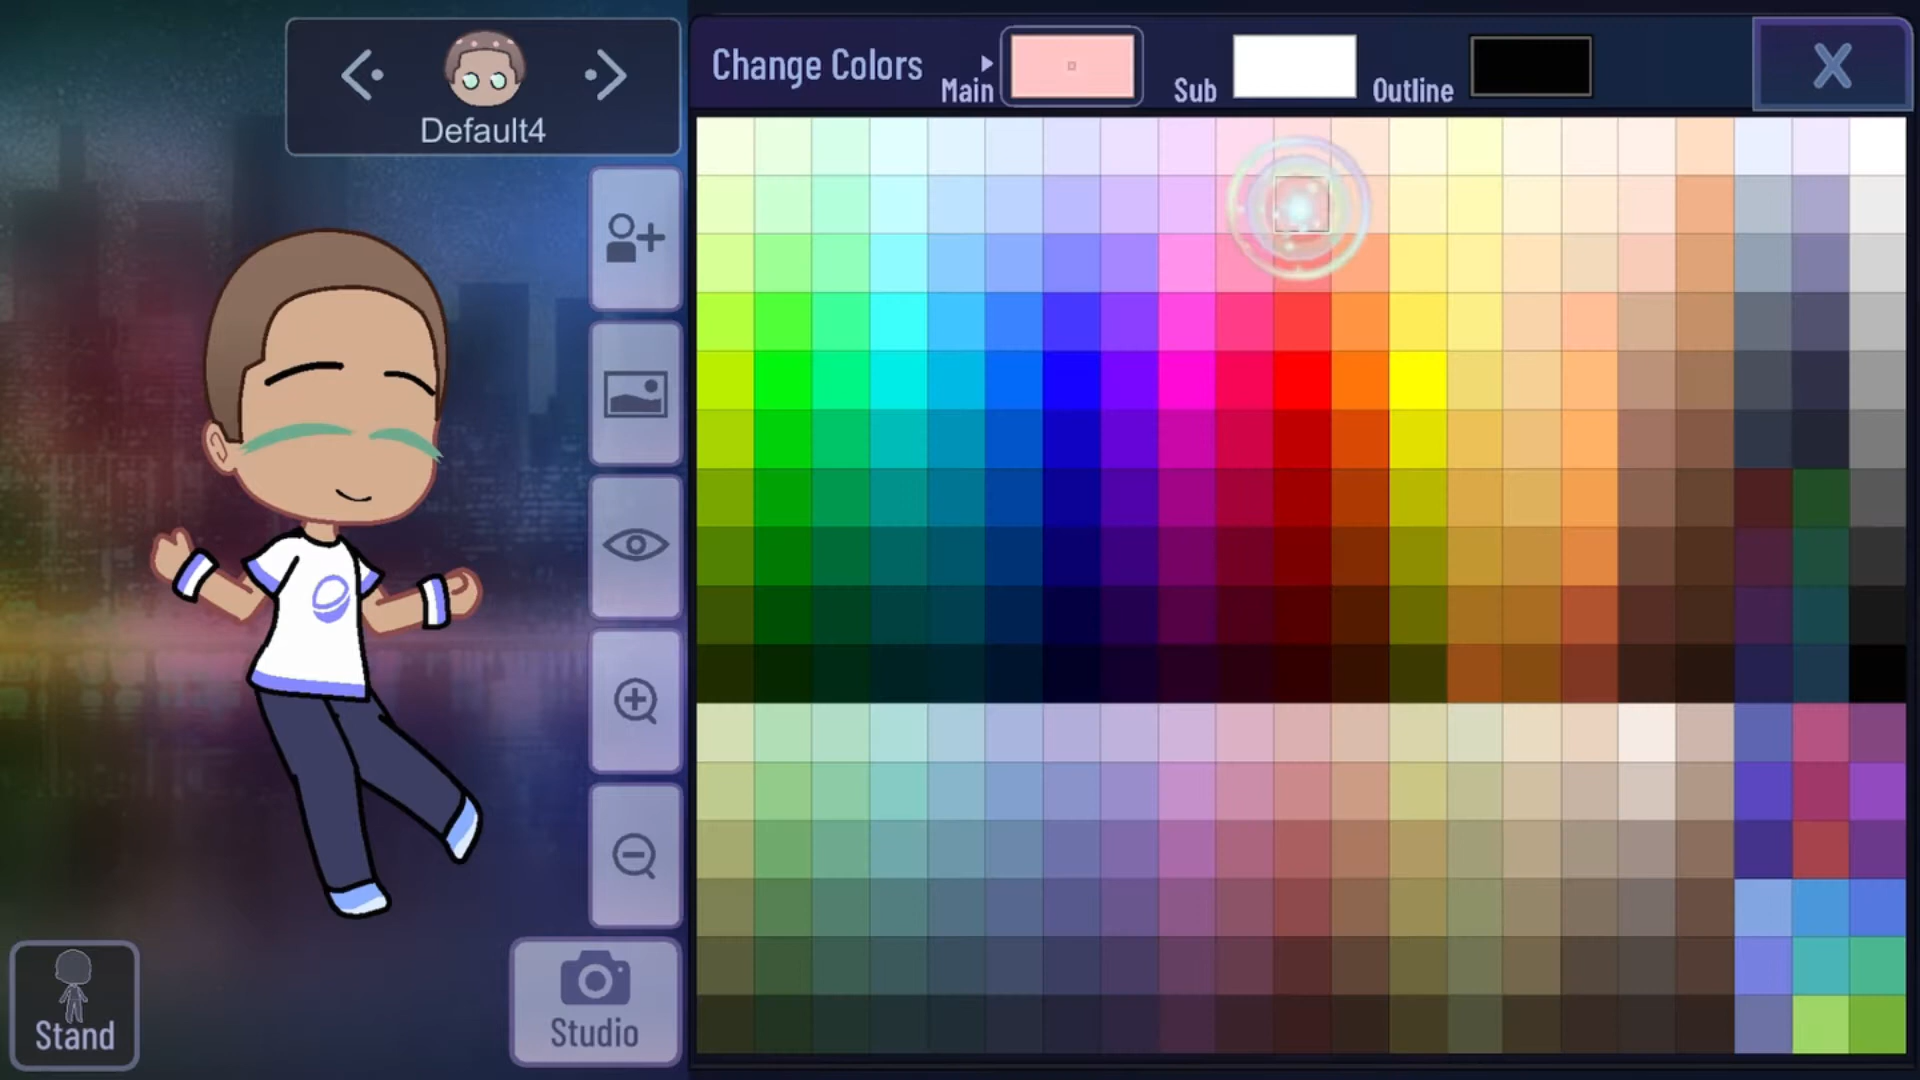 Default4
Change Colors
Main
Sub
Outline
X
Stand
Studio